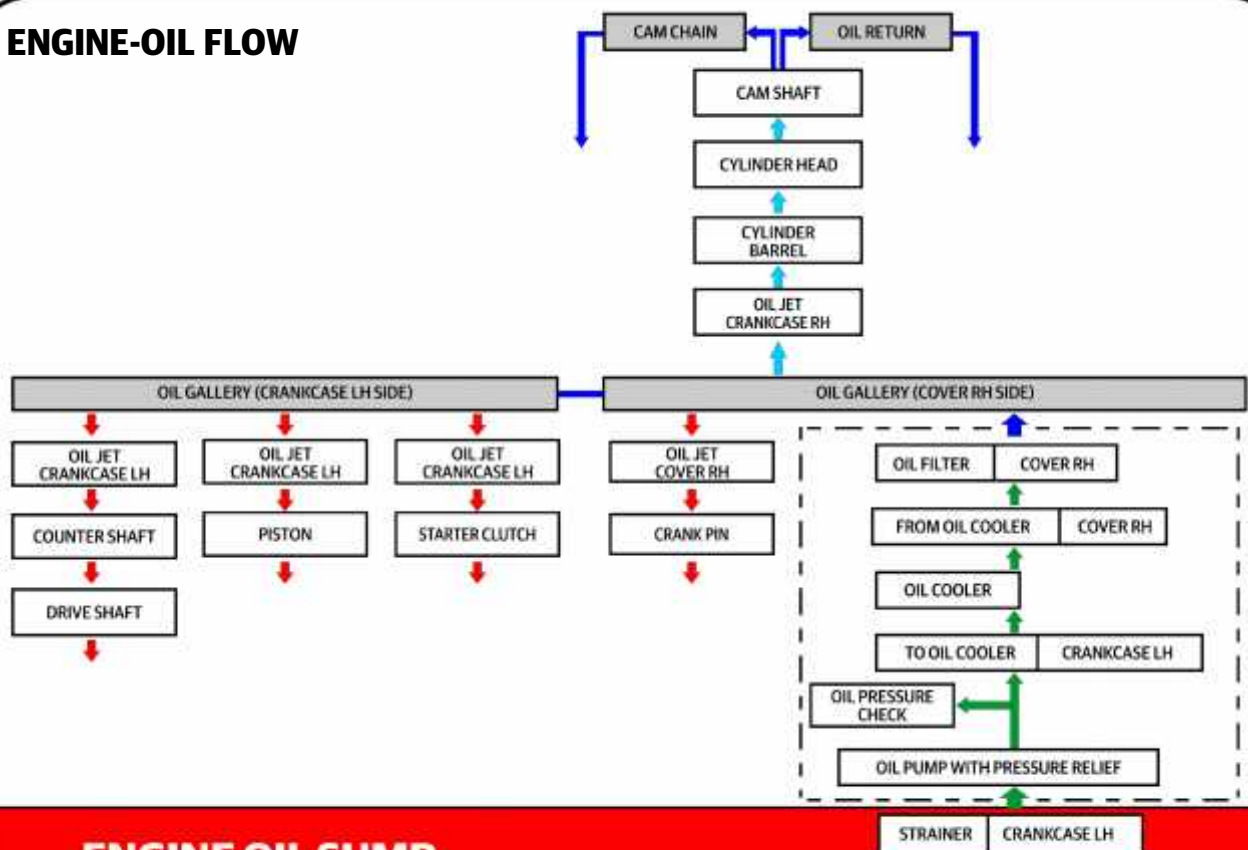 ENGINE-OIL FLOW
CAM CHAIN
OIL RETURN
CAM SHAFT
CYLINDER HEAD
CYLINDER
BARREL
OIL JET
CRANKCASE RH
OIL GALLERY (CRANKCASE LH SIDE)
OIL GALLERY (COVER RH SIDE)
OIL JET
CRANKCASE LH
OIL JET
CRANKCASE LH
OIL JET
CRANKCASE LH
OIL JET
COVER RH
OIL FILTER
COVER RH
COUNTER SHAFT
PISTON
STARTER CLUTCH
CRANK PIN
FROM OIL COOLER
COVER RH
DRIVE SHAFT
OIL COOLER
TO OIL COOLER
CRANKCASE LH
OIL PRESSURE
CHECK
OIL PUMP WITH PRESSURE RELIEF
STRAINER
CRANKCASE LH
ENGINE OIL SUMP